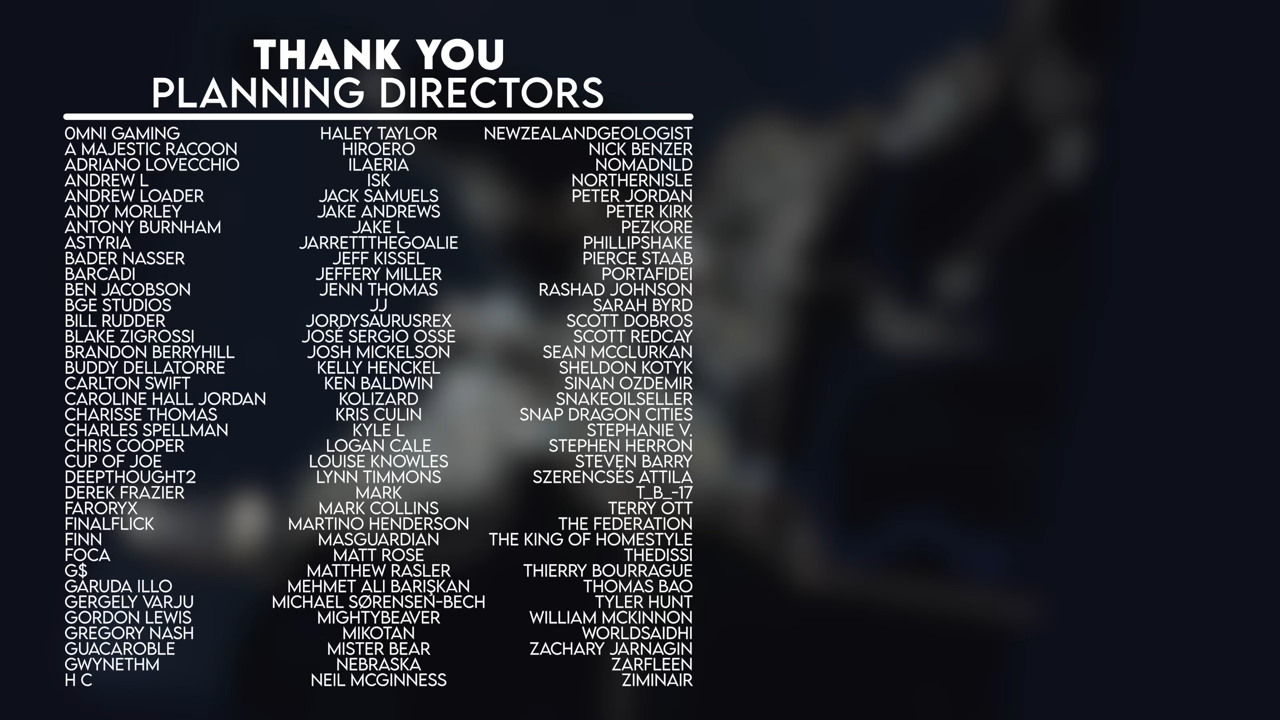 THANK YOU
PLANNING DIRECTORS
0MNI GAMING
A MAJESTIC RACOON
ADRIANO LOVECCHIO
ANDREW L
ANDREW LOADER
ANDY MORLEY
ANTONY BURNHAM
ASTYRIA
BADER NASSER
BARCADI
BEN JACOBSON
BGE STUDIOS
BILL RUDDER
BLAKE ZIGROSSI
BRANDON BERRYHILL
BUDDY DELLATORRE
CARLTON SWIFT
CAROLINE HALL JORDAN
CHARISSE THOMAS
CHARLES SPELLMAN
CHRIS COOPER
CUP OF JOE
DEEPTHOUGHT2
DEREK FRAZIER
FARORYX
FINALFLICK
FINN
FOCA
G$
GARUDA ILLO
GERGELY VARJU
GORDON LEWIS
GREGORY NASH
GUACAROBLE
GWYNETHM
H C
HALEY TAYLOR
HIROERO
ILAERIA
ISK
JACK SAMUELS
JAKE ANDREWS
JAKE L
JARRETTTHEGOALIE
JEFF KISSEL
JEFFERY MILLER
JENN THOMAS
JJ
JORDYSAURUSREX
JOSÉ SERGIO OSSE
JOSH MICKELSON
KELLY HENCKEL
KEN BALDWIN
KOLIZARD
KRIS CULIN
KYLE L
LOGAN CALE
LOUISE KNOWLES
LYNN TIMMONS
MARK
MARK COLLINS
MARTINO HENDERSON
MASGUARDIAN
MATT ROSE
MATTHEW RASLER
MEHMET ALI BARIŞKAN
MICHAEL SØRENSEN-BECH
MIGHTYBEAVER
MIKOTAN
MISTER BEAR
NEBRASKA
NEIL MCGINNESS
NEWZEALANDGEOLOGIST
NICK BENZER
NOMADNLD
NORTHERNISLE
PETER JORDAN
PETER KIRK
PEZKORE
PHILLIPSHAKE
PIERCE STAAB
PORTAFIDEI
RASHAD JOHNSON
SARAH BYRD
SCOTT DOBROS
SCOTT REDCAY
SEAN MCCLURKAN
SHELDON KOTYK
SINAN OZDEMIR
SNAKEOILSELLER
SNAP DRAGON CITIES
STEPHANIE V.
STEPHEN HERRON
STEVEN BARRY
SZERENCSÉS ATTILA
T_B_-17
TERRY OTT
THE FEDERATION
THE KING OF HOMESTYLE
THEDISSI
THIERRY BOURRAGUE
THOMAS BAO
TYLER HUNT
WILLIAM MCKINNON
WORLDSAIDHI
ZACHARY JARNAGIN
ZARFLEEN
ZIMINAIR